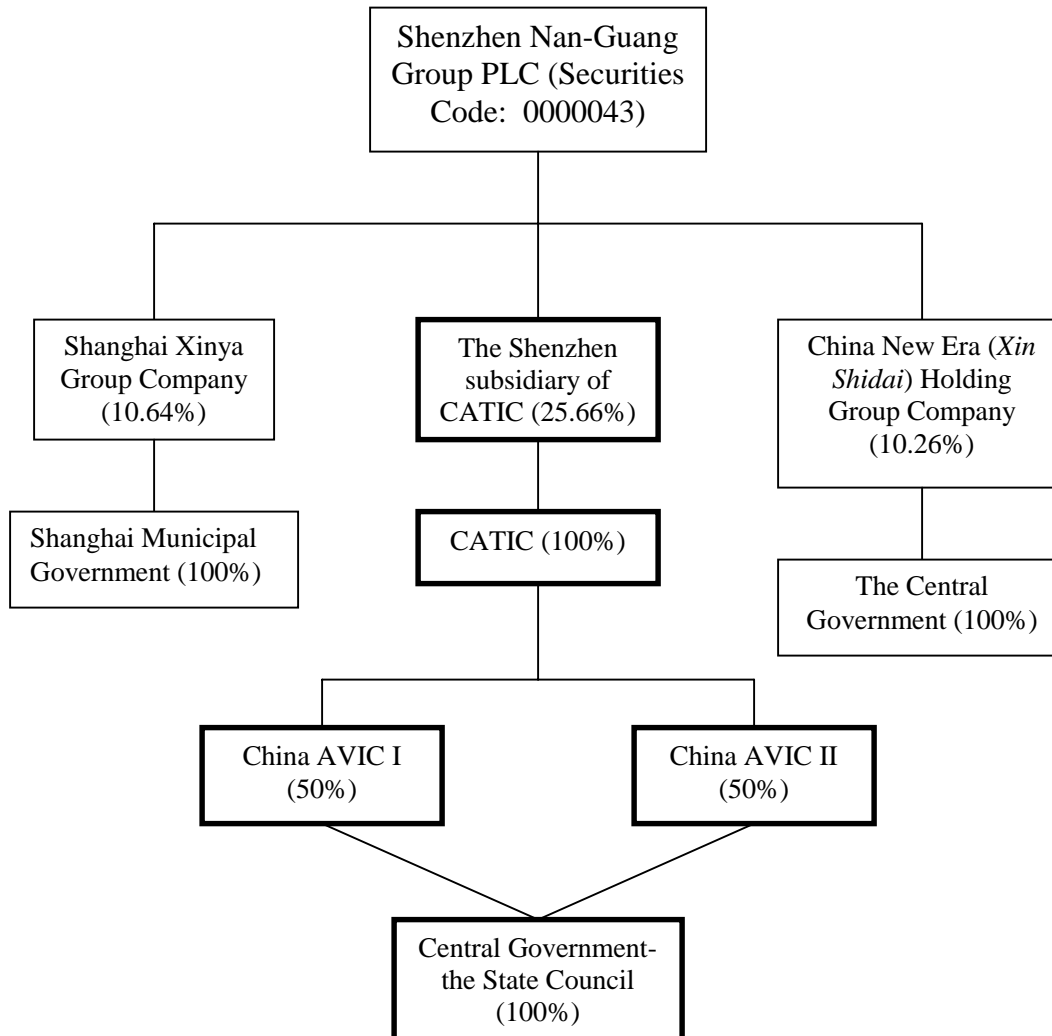 Shenzhen Nan-Guang
Group PLC (Securities
Code:  0000043)
Shanghai Xinya
Group Company
(10.64%)
The Shenzhen
subsidiary of
CATIC (25.66%)
China New Era (Xin
Shidai) Holding
Group Company
(10.26%)
Shanghai Municipal
Government (100%)
CATIC (100%)
The Central
Government (100%)
China AVIC I
(50%)
China AVIC II
(50%)
Central Government-
the State Council
(100%)